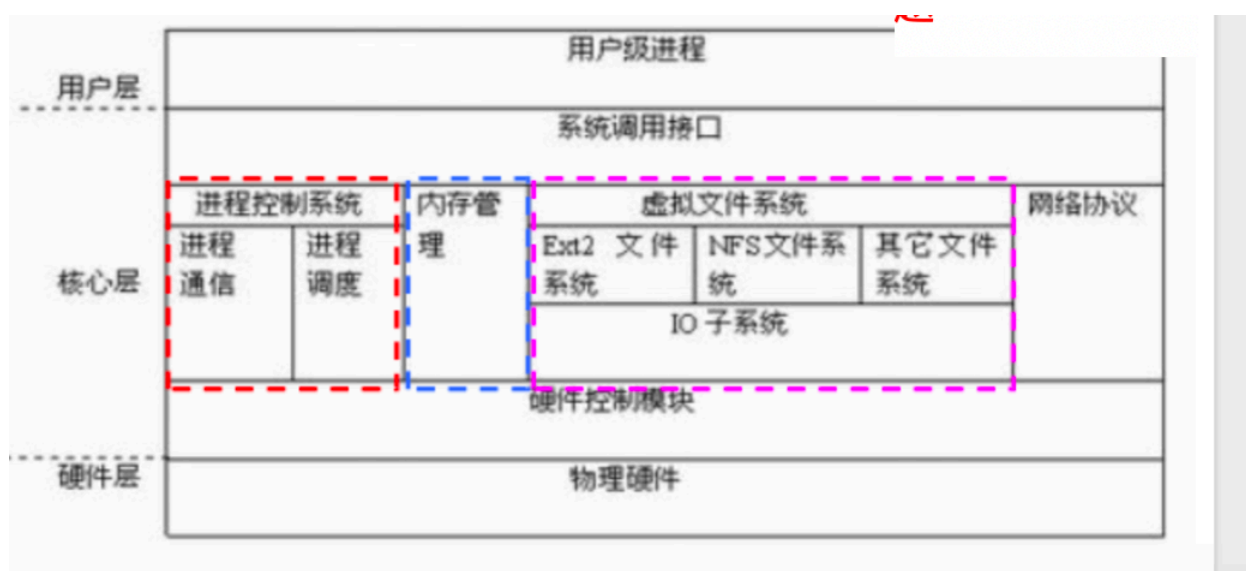 用户级进程
用户层
系统调用接口
进程控制系统
内存管
理
虚拟文件系统
网络协议
进程
通信
进程
调度
Ext2 文件
系统
NFS文件系
统
其它文件
系统
核心层
IO 子系统
硬件控制模块
硬件层
物理硬件